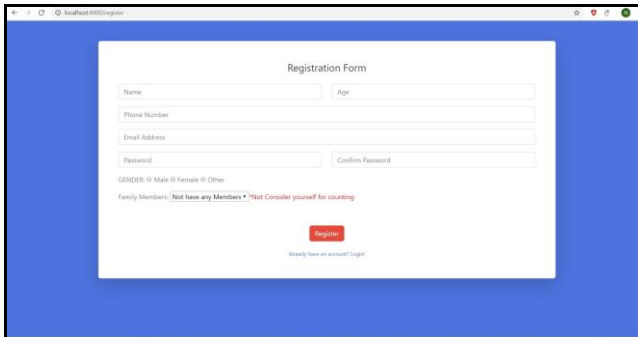 localhost:4000/register
Registration Form
Name Age
Phone Number
Email Address
Password Confirm Password
GENDER: Male Female Other
Family Members: Not have any Members *Not Consider yourself for counting
Register
Already have an account? Login!